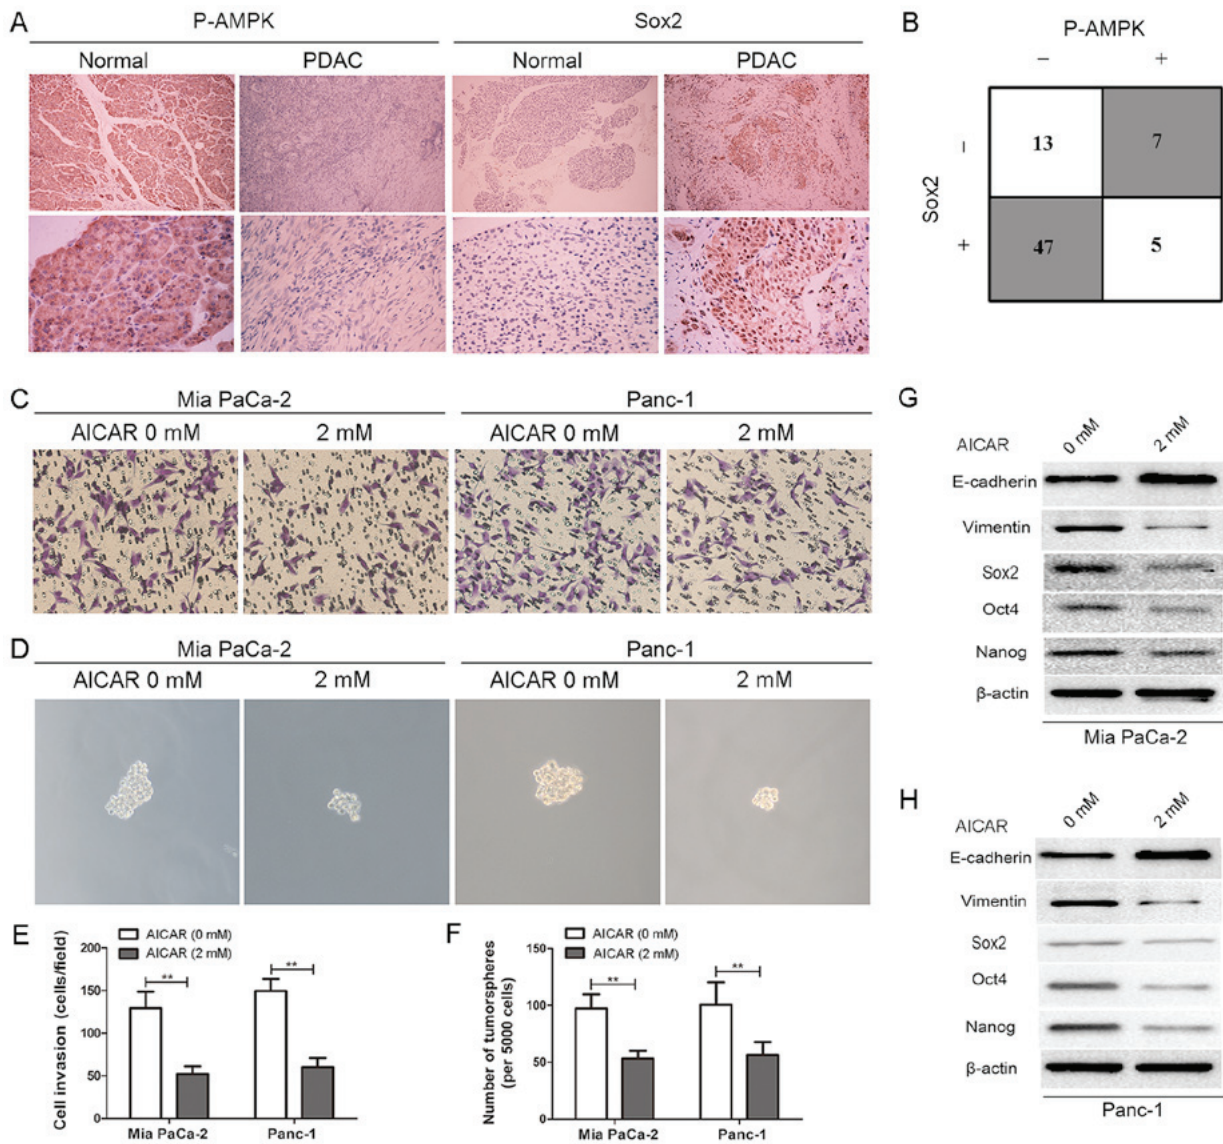 A
P-AMPK
Sox2
Normal
PDAC
Normal
PDAC
B
P-AMPK
− +
Sox2
−
+
13 7
47 5
C
Mia PaCa-2
Panc-1
AICAR 0 mM
2 mM
AICAR 0 mM
2 mM
D
Mia PaCa-2
Panc-1
AICAR 0 mM
2 mM
AICAR 0 mM
2 mM
E
AICAR (0 mM)
AICAR (2 mM)
Cell invasion (cells/field)
200
150
100
50
0
**
**
Mia PaCa-2
Panc-1
F
AICAR (0 mM)
AICAR (2 mM)
Number of tumorspheres
(per 5000 cells)
150
100
50
0
**
**
Mia PaCa-2
Panc-1
G
AICAR
0 mM
2 mM
E-cadherin
Vimentin
Sox2
Oct4
Nanog
β-actin
Mia PaCa-2
H
AICAR
0 mM
2 mM
E-cadherin
Vimentin
Sox2
Oct4
Nanog
β-actin
Panc-1